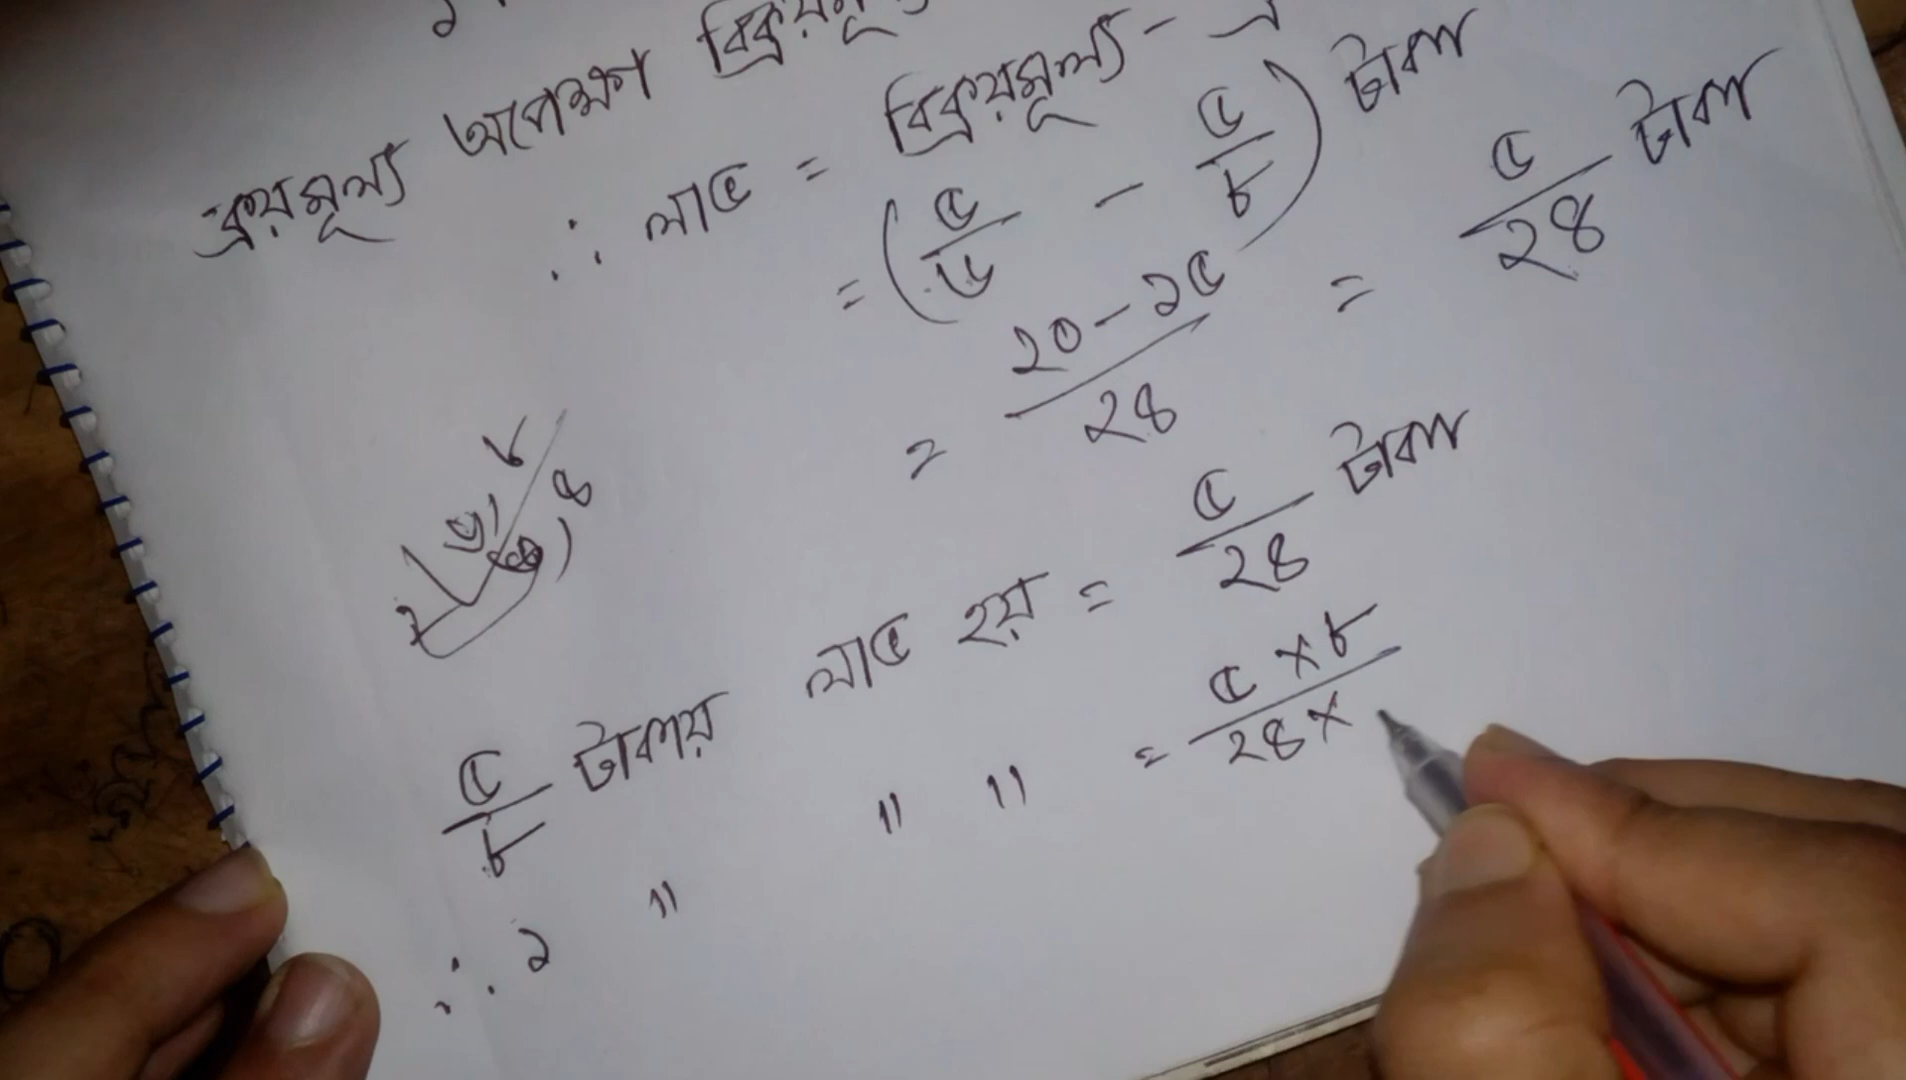 ক্রয়মূল্য অপেক্ষা
∴ লাভ = বিক্রয়মূল্য -
= (৫/৬ - ৫/৮) টাকা
= ২০-১৫/২৪ = ৫/২৪ টাকা
৫/৮ টাকায় লাভ হয় = ৫/২৪ টাকা
∴ ১ " " " = ৫×৮/২৪×